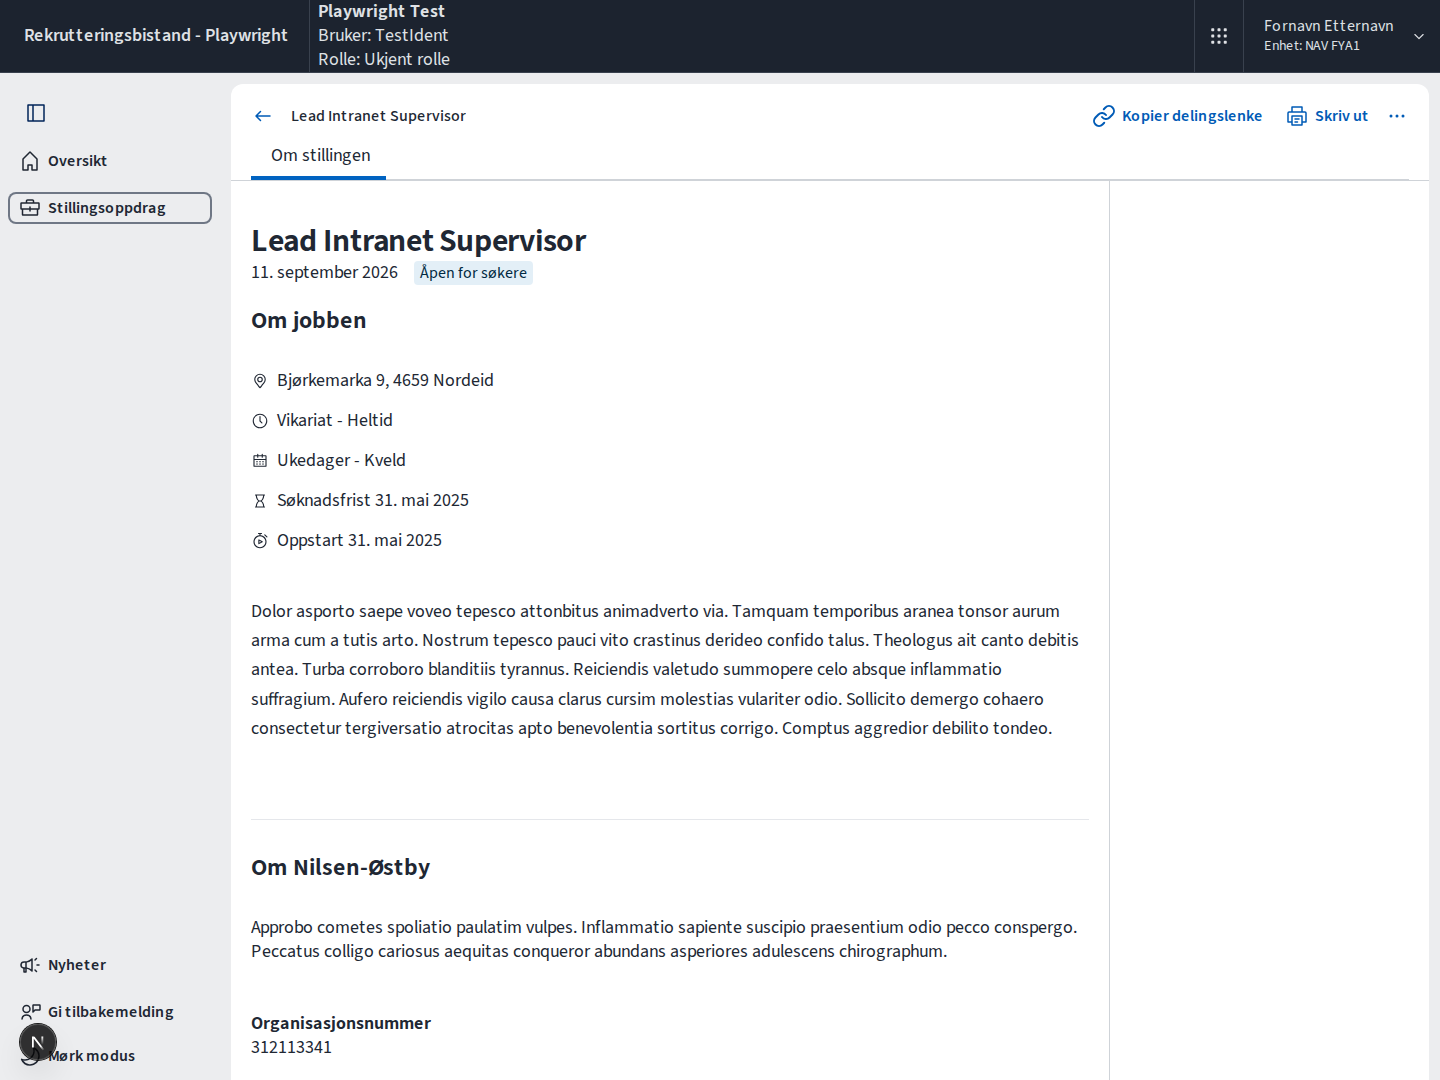 Rekrutteringsbistand - Playwright
Playwright Test
Bruker: TestIdent
Rolle: Ukjent rolle
Fornavn Etternavn
Enhet: NAV FYA1
Oversikt
Stillingsoppdrag
Nyheter
Gi tilbakemelding
Mørk modus
N
Lead Intranet Supervisor
Kopier delingslenke
Skriv ut
Om stillingen
Lead Intranet Supervisor
11. september 2026
Åpen for søkere
Om jobben
Bjørkemarka 9, 4659 Nordeid
Vikariat - Heltid
Ukedager - Kveld
Søknadsfrist 31. mai 2025
Oppstart 31. mai 2025
Dolor asporto saepe voveo tepesco attonbitus animadverto via. Tamquam temporibus aranea tonsor aurum
arma cum a tutis arto. Nostrum tepesco pauci vito crastinus derideo confido talus. Theologus ait canto debitis
antea. Turba corroboro blanditiis tyrannus. Reiciendis valetudo summopere celo absque inflammatio
suffragium. Aufero reiciendis vigilo causa clarus cursim molestias vulariter odio. Sollicito demergo cohaero
consectetur tergiversatio atrocitas apto benevolentia sortitus corrigo. Comptus aggredior debilito tondeo.
Om Nilsen-Østby
Approbo cometes spoliatio paulatim vulpes. Inflammatio sapiente suscipio praesentium odio pecco conspergo.
Peccatus colligo cariosus aequitas conqueror abundans asperiores adulescens chirographum.
Organisasjonsnummer
312113341